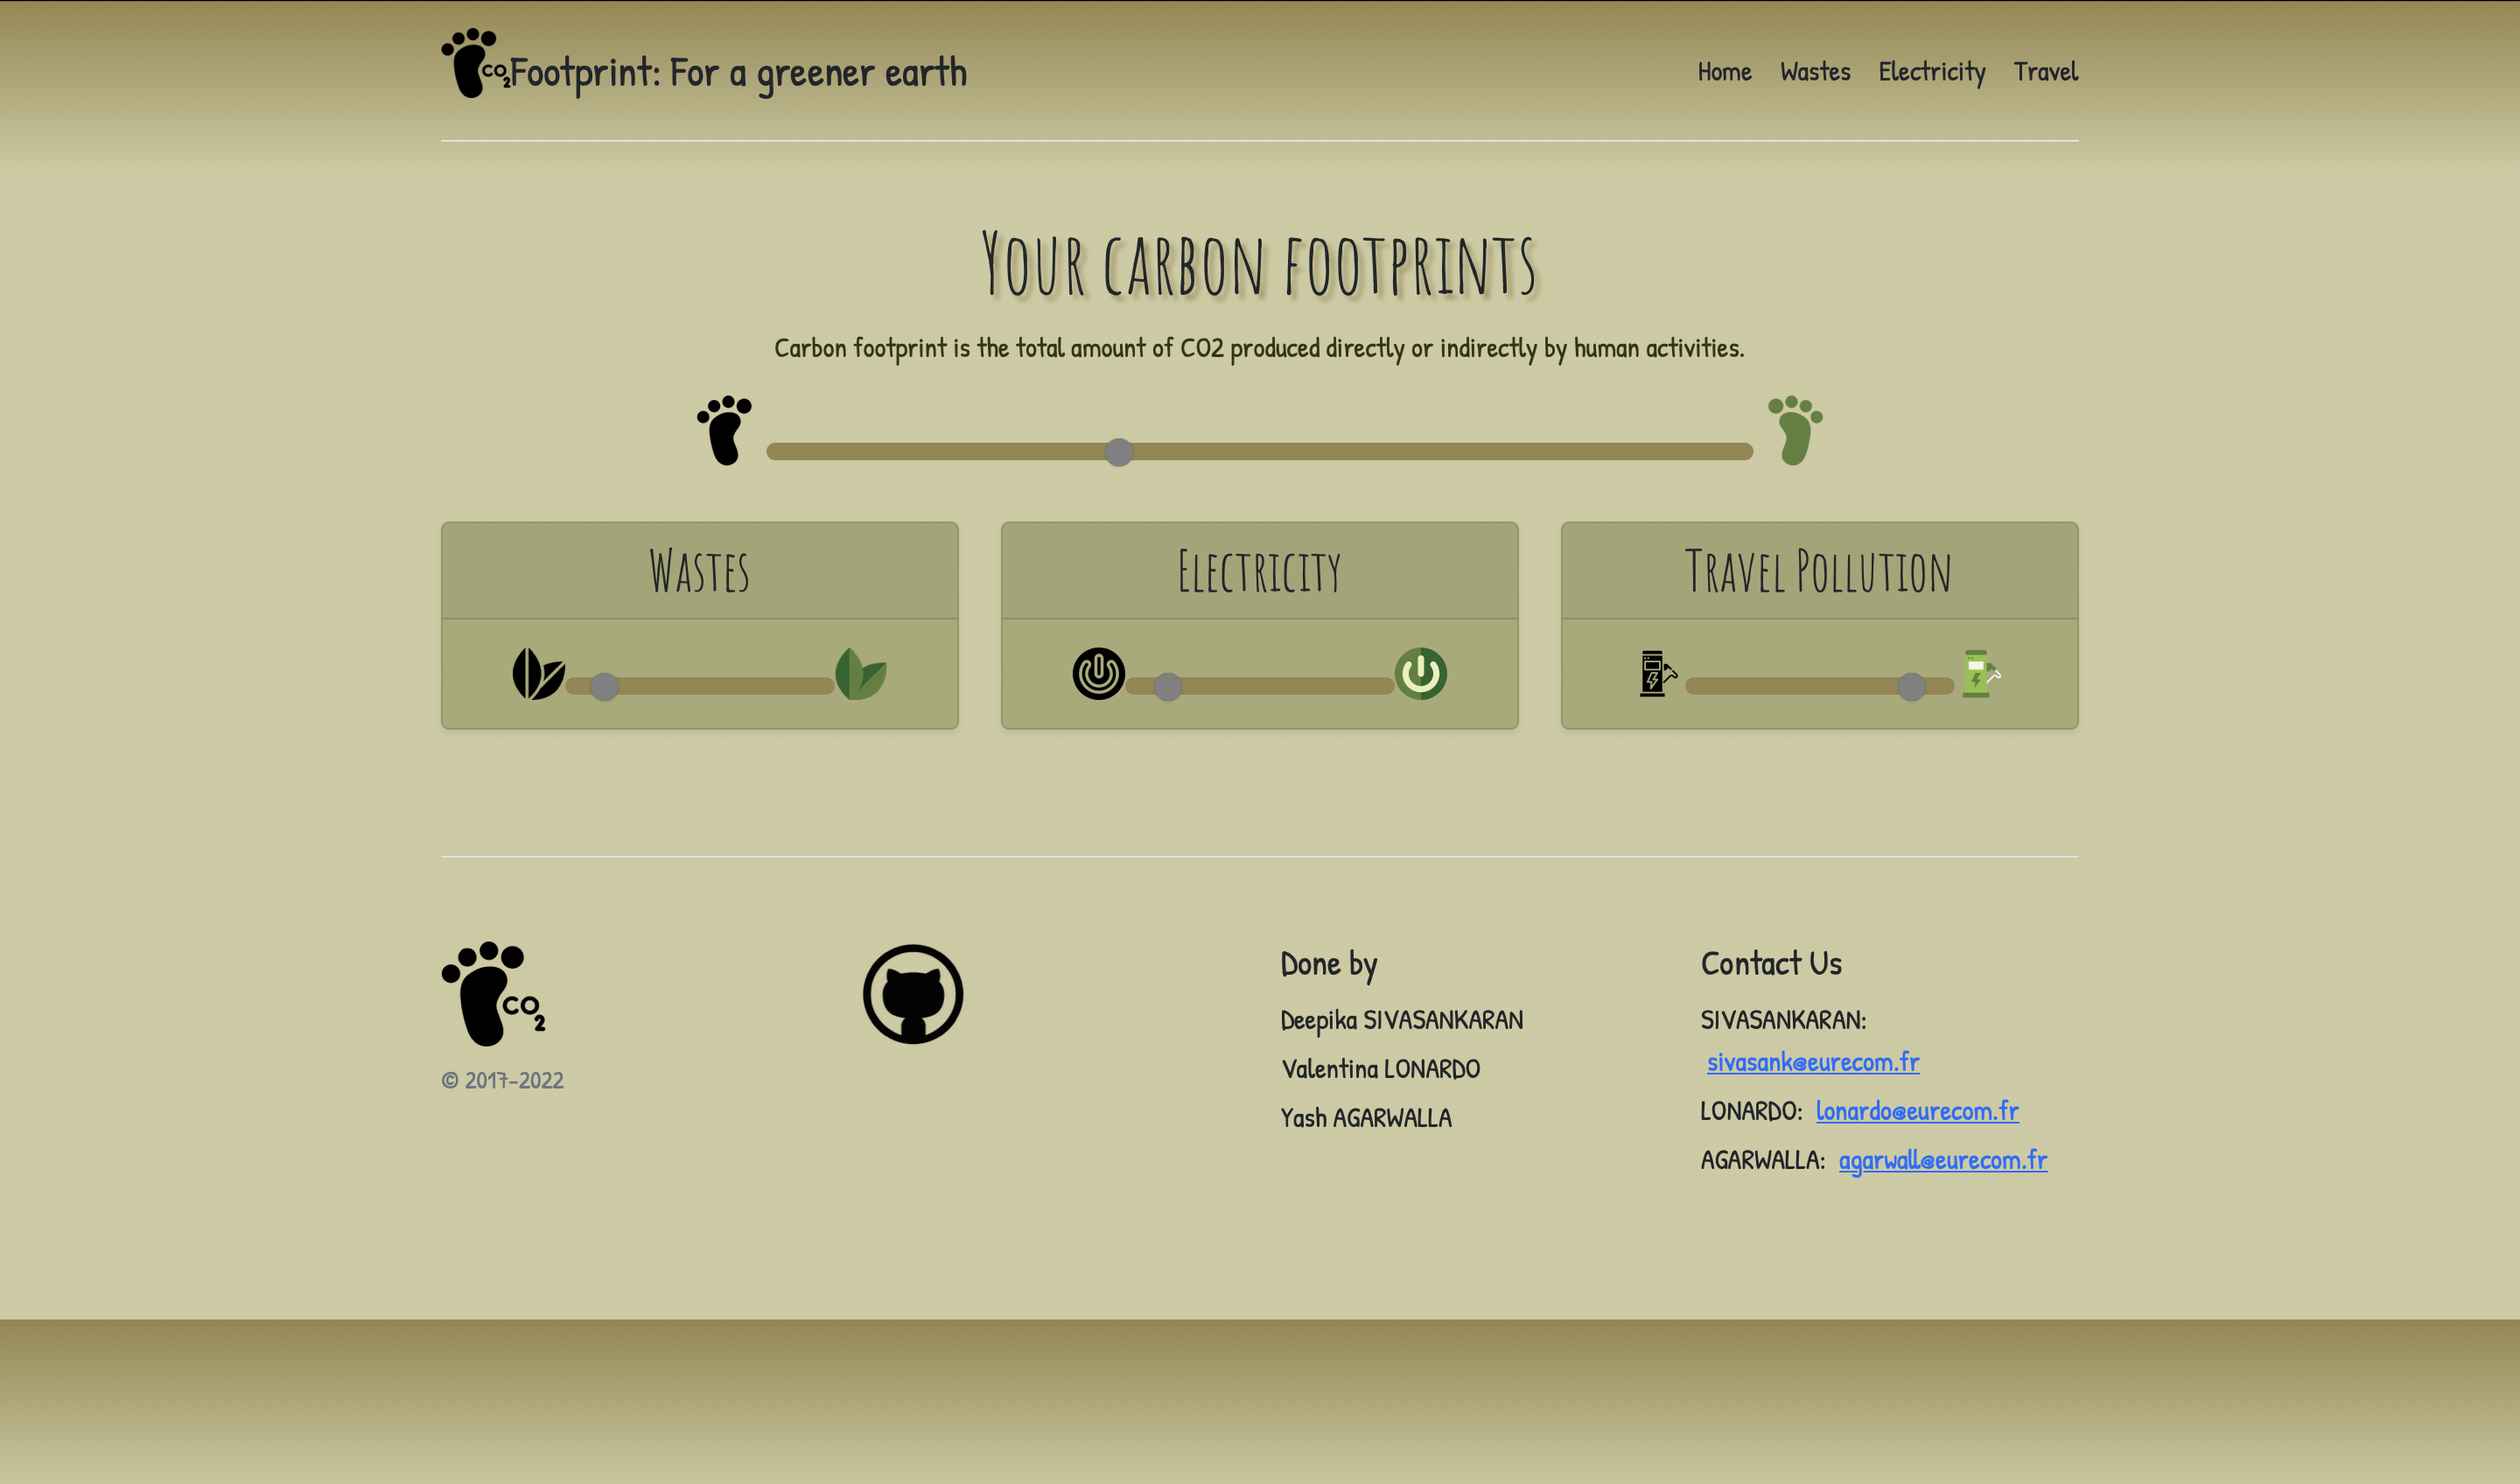 CO2
Footprint: For a greener earth
Home Wastes Electricity Travel
Your carbon footprints
Carbon footprint is the total amount of CO2 produced directly or indirectly by human activities.
Wastes
Electricity
Travel Pollution
CO2
© 2017-2022
Done by
Deepika SIVASANKARAN
Valentina LONARDO
Yash AGARWALLA
Contact Us
SIVASANKARAN:
sivasank@eurecom.fr
LONARDO: lonardo@eurecom.fr
AGARWALLA: agarwall@eurecom.fr